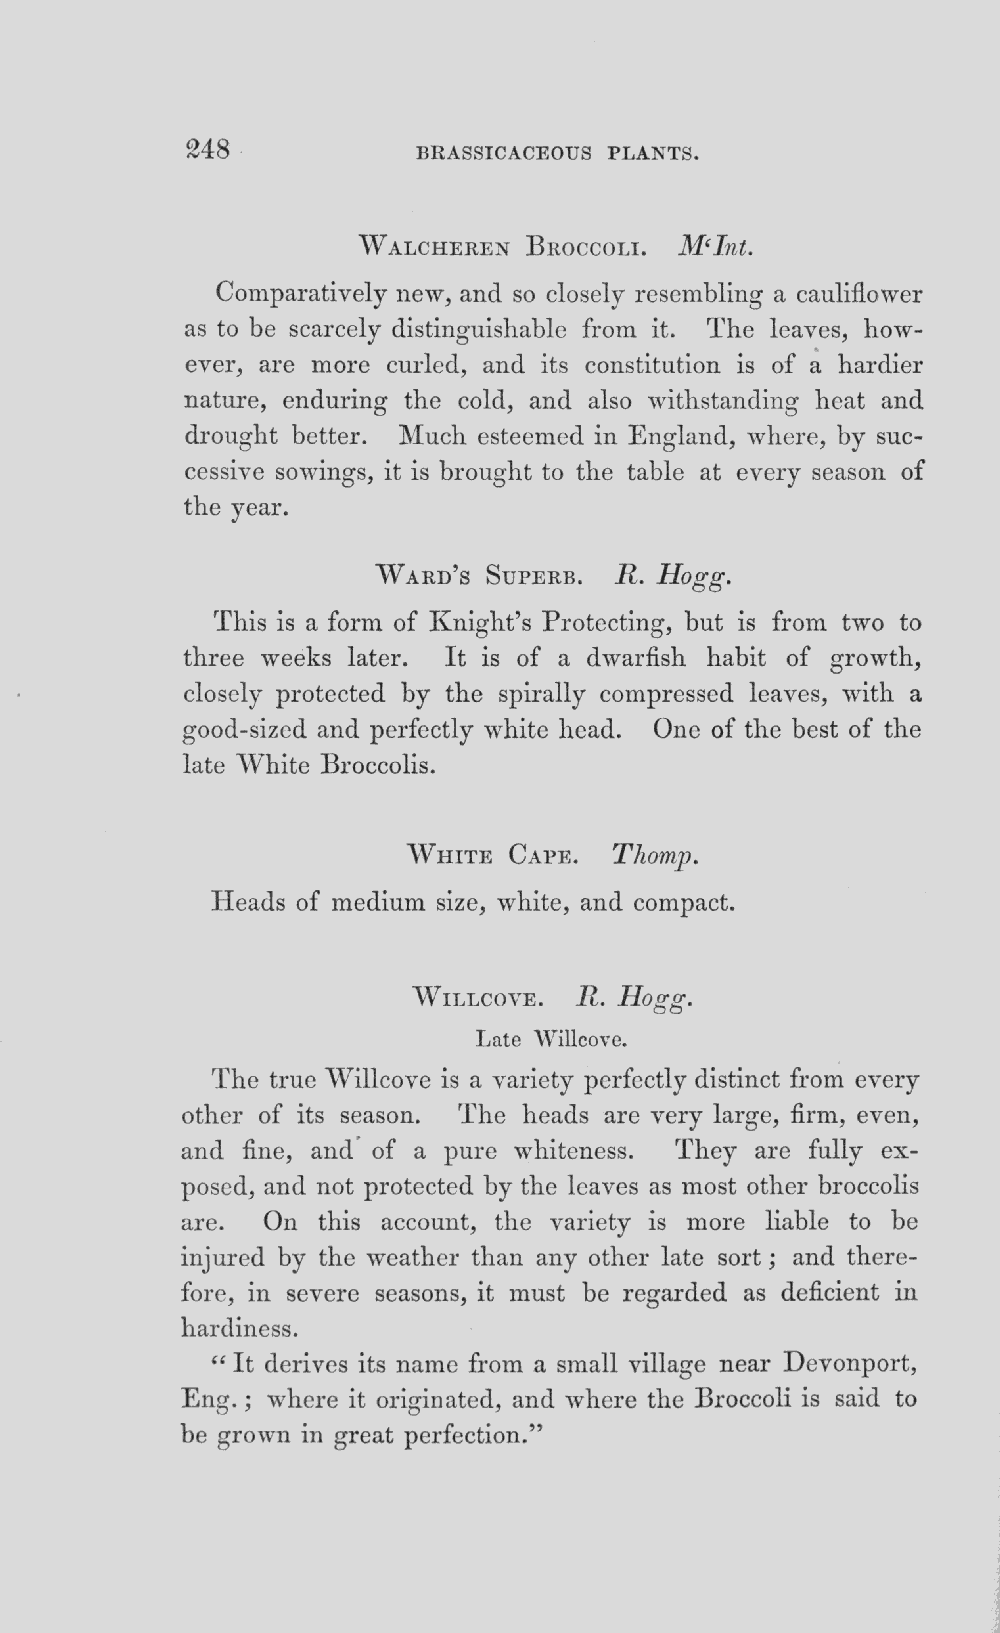 248 BRASSICACEOUS PLANTS.
WALCHEREN BROCCOLI. M‘Int.
Comparatively new, and so closely resembling a cauliflower
as to be scarcely distinguishable from it. The leaves, how-
ever, are more curled, and its constitution is of a hardier
nature, enduring the cold, and also withstanding heat and
drought better. Much esteemed in England, where, by suc-
cessive sowings, it is brought to the table at every season of
the year.
WARD’S SUPERB. R. Hogg.
This is a form of Knight’s Protecting, but is from two to
three weeks later. It is of a dwarfish habit of growth,
closely protected by the spirally compressed leaves, with a
good-sized and perfectly white head. One of the best of the
late White Broccolis.
WHITE CAPE. Thomp.
Heads of medium size, white, and compact.
WILLCOVE. R. Hogg.
Late Willcove.
The true Willcove is a variety perfectly distinct from every
other of its season. The heads are very large, firm, even,
and fine, and of a pure whiteness. They are fully ex-
posed, and not protected by the leaves as most other broccolis
are. On this account, the variety is more liable to be
injured by the weather than any other late sort; and there-
fore, in severe seasons, it must be regarded as deficient in
hardiness.
“It derives its name from a small village near Devonport,
Eng.; where it originated, and where the Broccoli is said to
be grown in great perfection.”